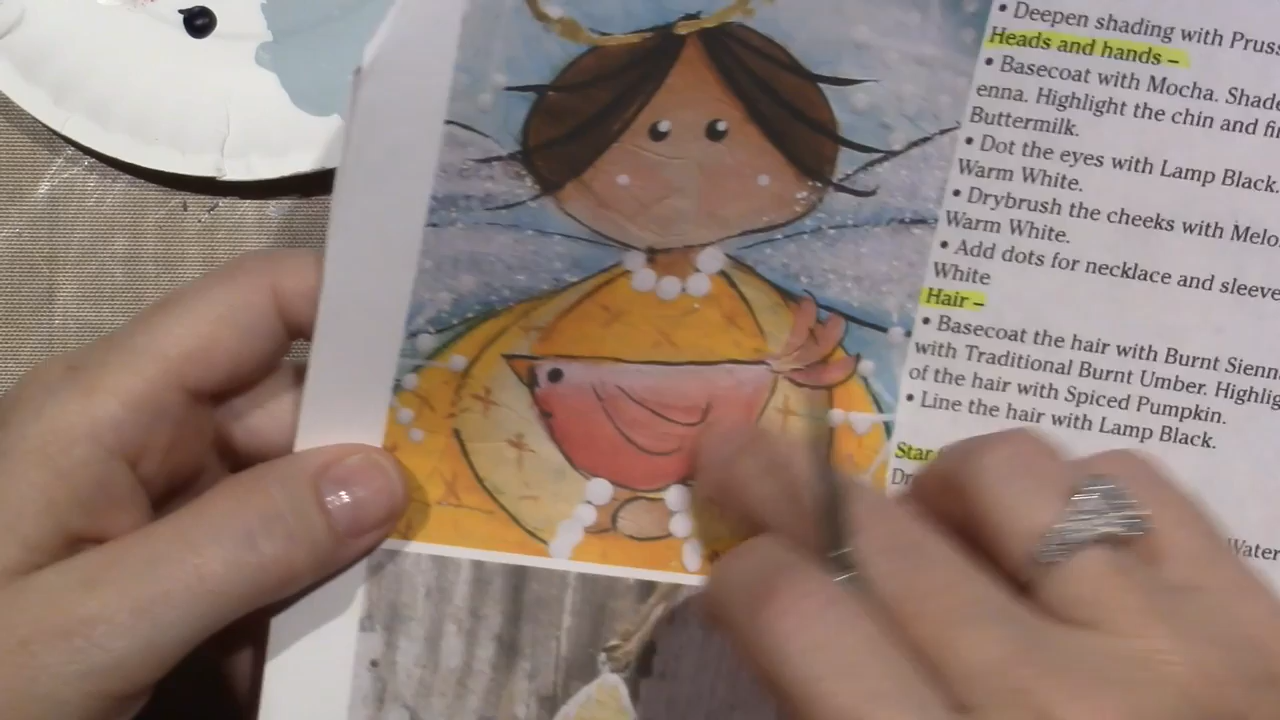 • Deepen shading with Pruss
Heads and hands –
• Basecoat with Mocha. Shade
enna. Highlight the chin and fi
Buttermilk.
• Dot the eyes with Lamp Black.
Warm White.
• Drybrush the cheeks with Melo
Warm White.
• Add dots for necklace and sleeve
White
Hair –
• Basecoat the hair with Burnt Sienn
with Traditional Burnt Umber. Highlig
of the hair with Spiced Pumpkin.
• Line the hair with Lamp Black.
Star
Dr
Water